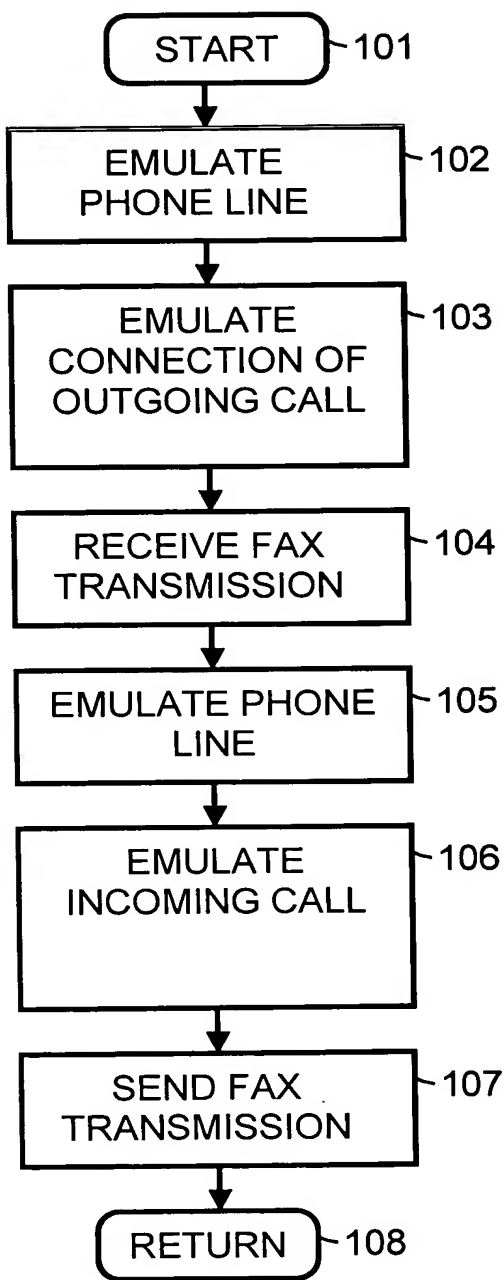 START 101
EMULATE 102
PHONE LINE
EMULATE 103
CONNECTION OF
OUTGOING CALL
RECEIVE FAX 104
TRANSMISSION
EMULATE PHONE 105
LINE
EMULATE 106
INCOMING CALL
SEND FAX 107
TRANSMISSION
RETURN 108